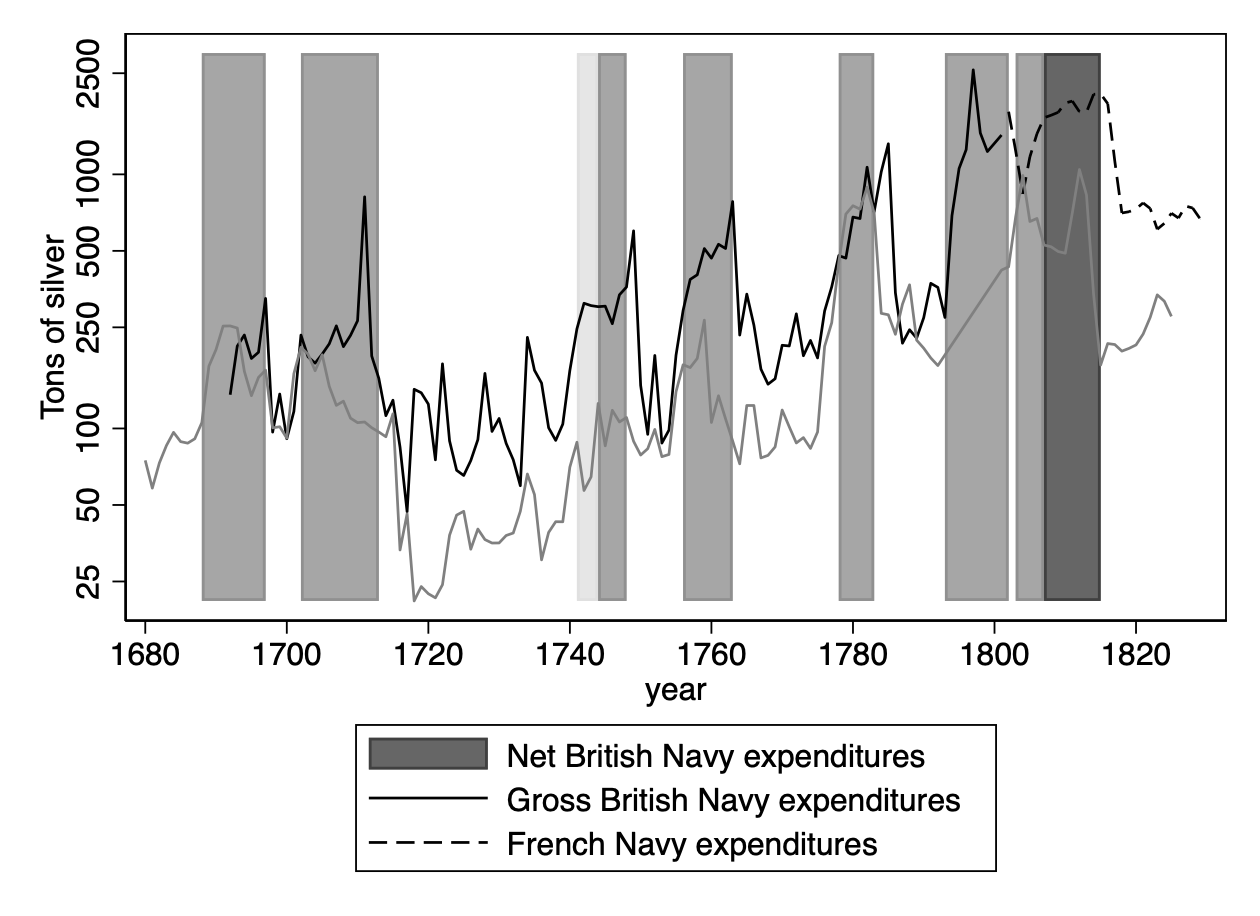 Tons of silver
2500
1000
500
250
100
50
25
1680 1700 1720 1740 1760 1780 1800 1820
year
Net British Navy expenditures
Gross British Navy expenditures
French Navy expenditures